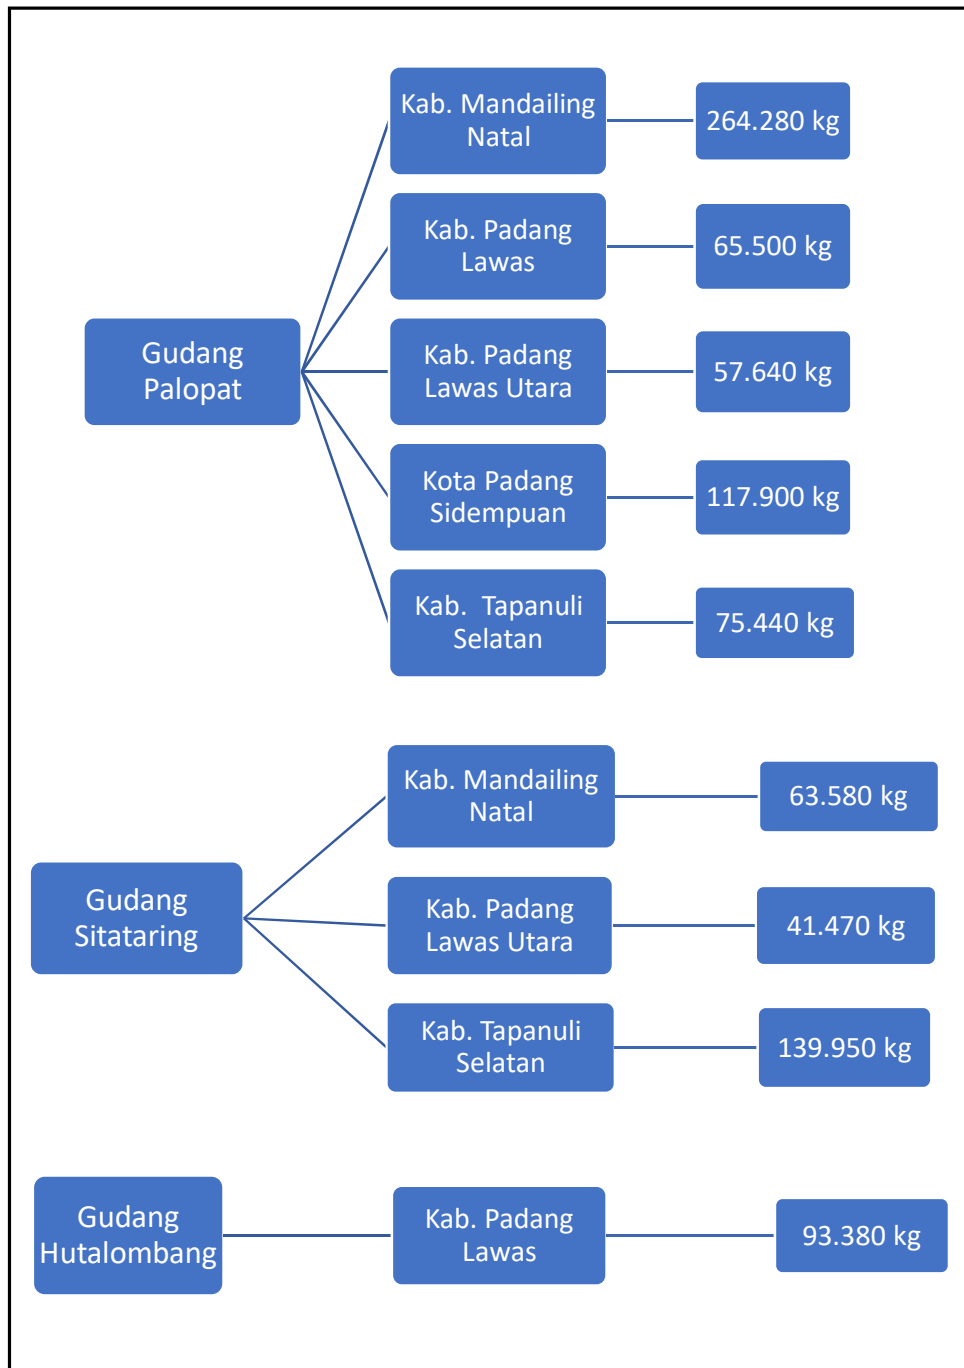 Kab. Mandailing
Natal
264.280 kg
Kab. Padang
Lawas
65.500 kg
Gudang
Palopat
Kab. Padang
Lawas Utara
57.640 kg
Kota Padang
Sidempuan
117.900 kg
Kab.  Tapanuli
Selatan
75.440 kg
Kab. Mandailing
Natal
63.580 kg
Gudang
Sitataring
Kab. Padang
Lawas Utara
41.470 kg
Kab. Tapanuli
Selatan
139.950 kg
Gudang
Hutalombang
Kab. Padang
Lawas
93.380 kg